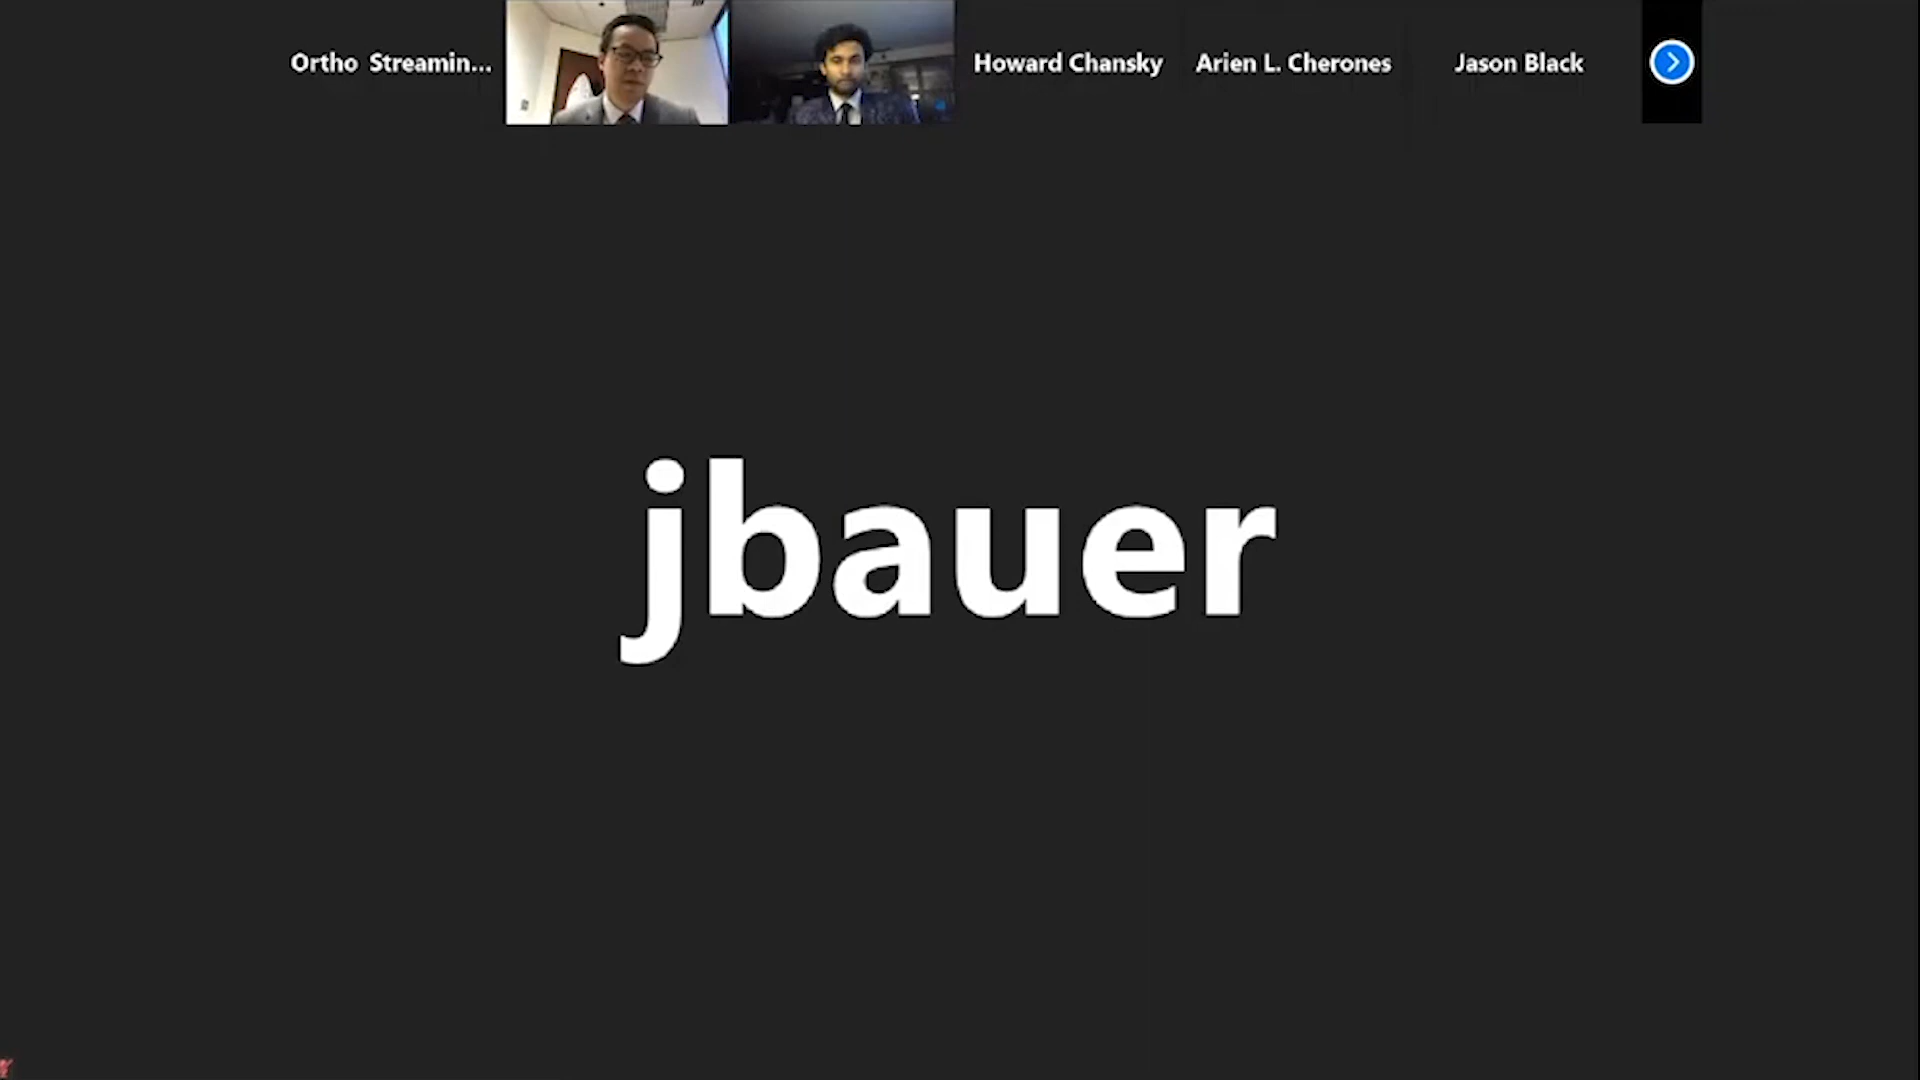 Ortho Streamin...
Howard Chansky
Arien L. Cherones
Jason Black
jbauer